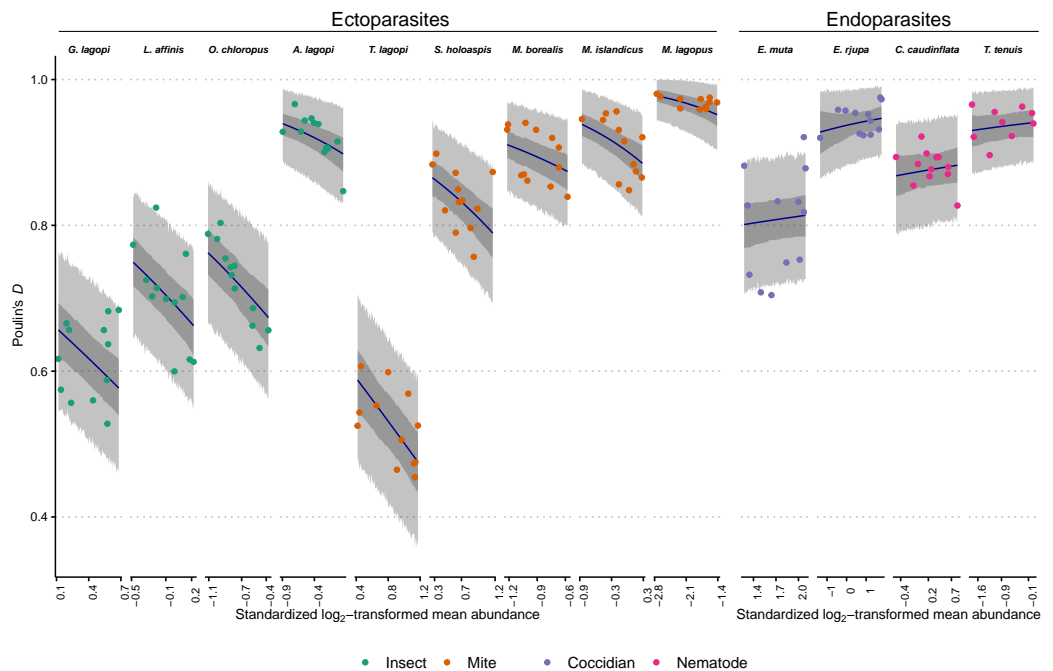 Ectoparasites Endoparasites
G. lagopi L. affinis O. chloropus A. lagopi T. lagopi S. holoaspis M. borealis M. islandicus M. lagopus E. muta E. rjupa C. caudinflata T. tenuis
1.0
0.8
0.6
0.4
Poulin's D
0.1 0.4 0.7 −0.5 −0.1 0.2 −1.1 −0.8 −0.4 −0.9 −0.4 0.1 0.4 0.8 1.2 0.3 0.7 1.2 −1.2 −0.9 −0.6 −0.9 −0.3 0.3 −2.8 −2.1 −1.4 1.4 1.7 2.0 −1 0 1 −0.4 0.2 0.7 −1.6 −0.9 −0.1
Standardized log2−transformed mean abundance Standardized log2−transformed mean abundance
Insect Mite Coccidian Nematode